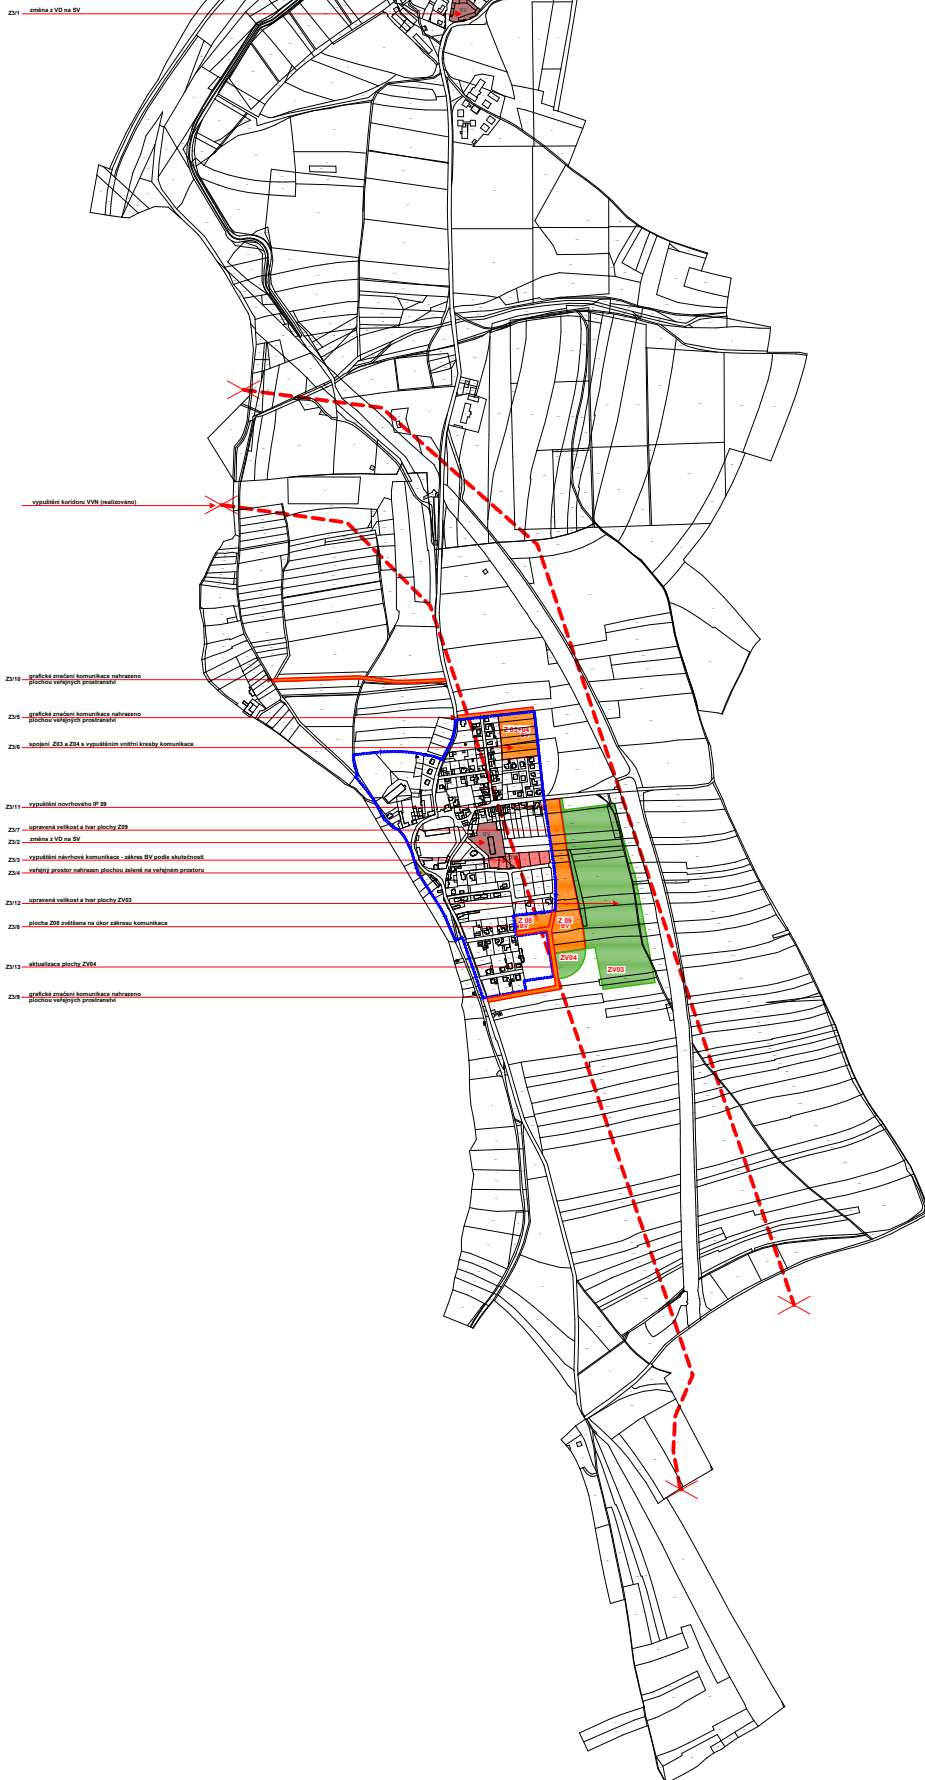 Z3/1 změna z VD na SV
SV
vypuštění koridoru VVN (realizováno)
Z3/10 grafické značení komunikace nahrazeno
plochou veřejných prostranství
Z3/5 grafické značení komunikace nahrazeno
plochou veřejných prostranství
Z3/6 spojení Z03 a Z04 s vypuštěním vnitřní kresby komunikace
Z 03+04
BV
Z3/11 vypuštění novrhového IP 09
Z3/7 upravená velikost a tvar plochy Z09
Z3/2 změna z VD na SV
SV
Z3/3 vypuštění návrhové komunikace - zákres BV podle skutečnosti
Z3/4 veřejný prostor nahrazen plochou zeleně na veřejném prostoru
Z3/12 upravená velikost a tvar plochy ZV03
Z3/8 plocha Z08 zvětšena na úkor zákresu komunikace
Z 08
BV
Z 09
BV
ZV04
ZV03
Z3/13 aktualizace plochy ZV04
Z3/9 grafické značení komunikace nahrazeno
plochou veřejných prostranství